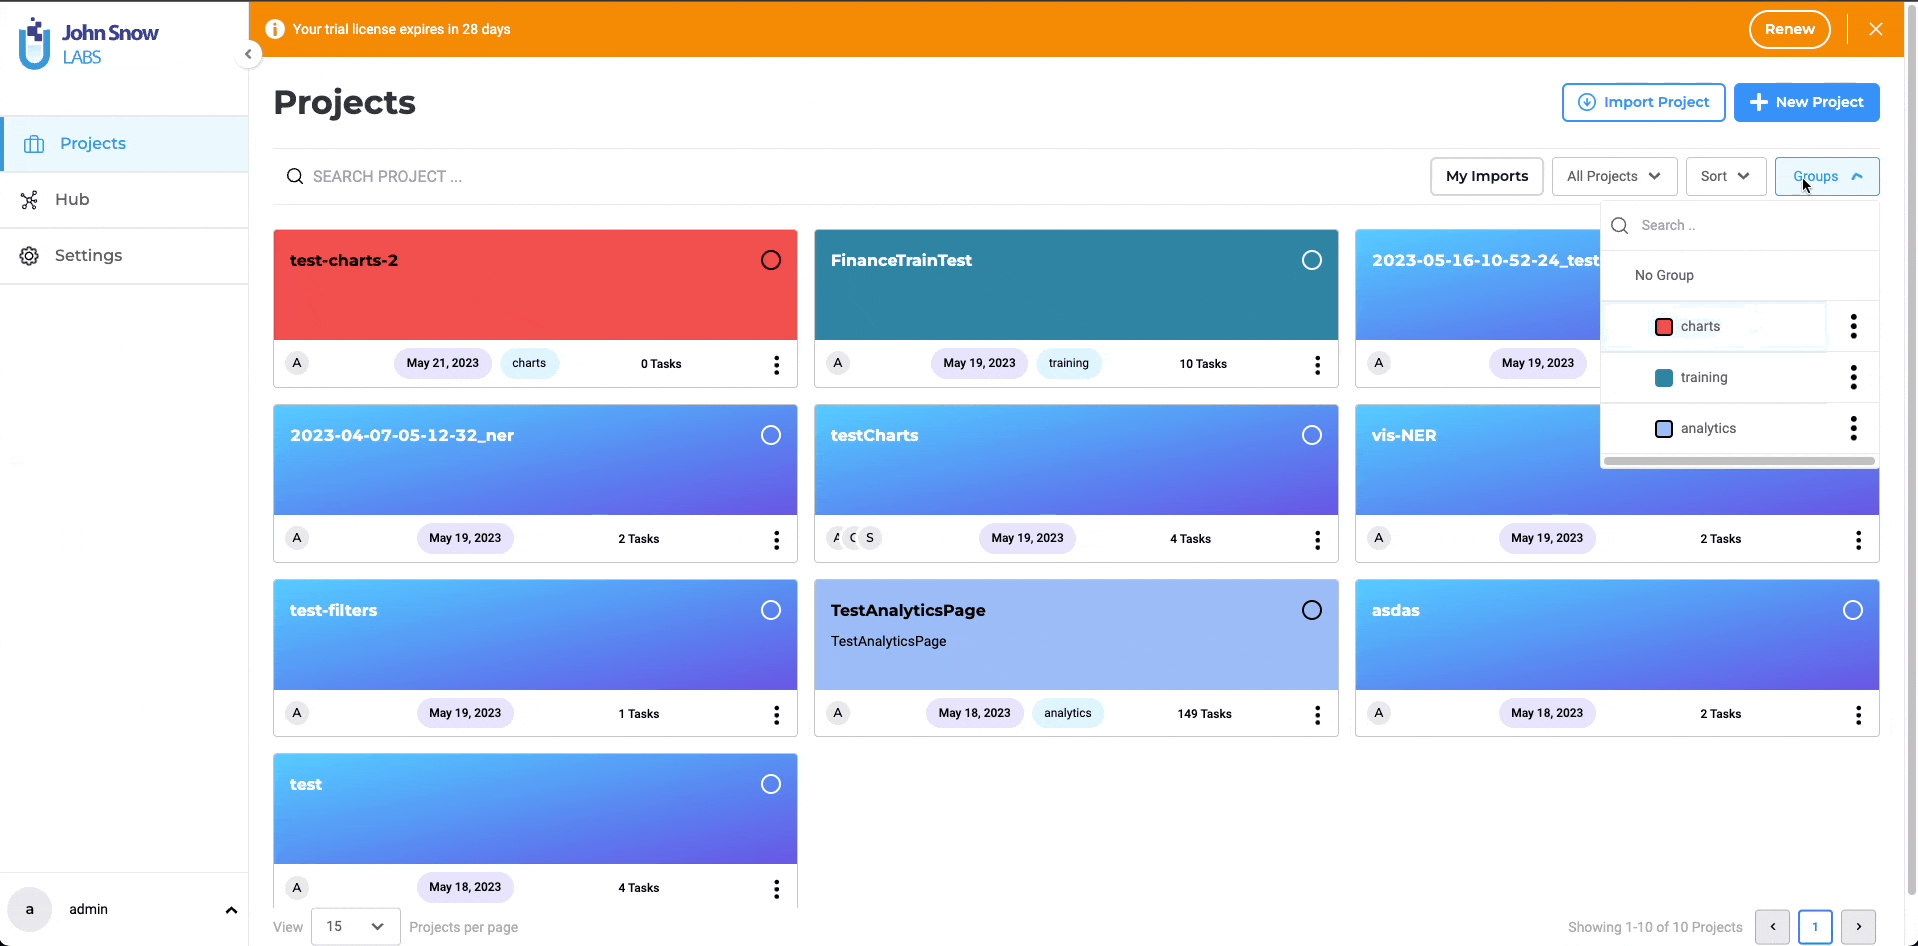 John Snow
LABS
Your trial license expires in 28 days
Renew
Projects
Hub
Settings
Projects
Import Project
New Project
SEARCH PROJECT ...
My Imports
All Projects
Sort
Groups
Search ..
No Group
charts
training
analytics
test-charts-2
A
May 21, 2023
charts
0 Tasks
FinanceTrainTest
A
May 19, 2023
training
10 Tasks
2023-05-16-10-52-24_test
A
May 19, 2023
2023-04-07-05-12-32_ner
A
May 19, 2023
2 Tasks
testCharts
A C S
May 19, 2023
4 Tasks
vis-NER
A
May 19, 2023
2 Tasks
test-filters
A
May 19, 2023
1 Tasks
TestAnalyticsPage
TestAnalyticsPage
A
May 18, 2023
analytics
149 Tasks
asdas
A
May 18, 2023
2 Tasks
test
A
May 18, 2023
4 Tasks
a
admin
View
15
Projects per page
Showing 1-10 of 10 Projects
1